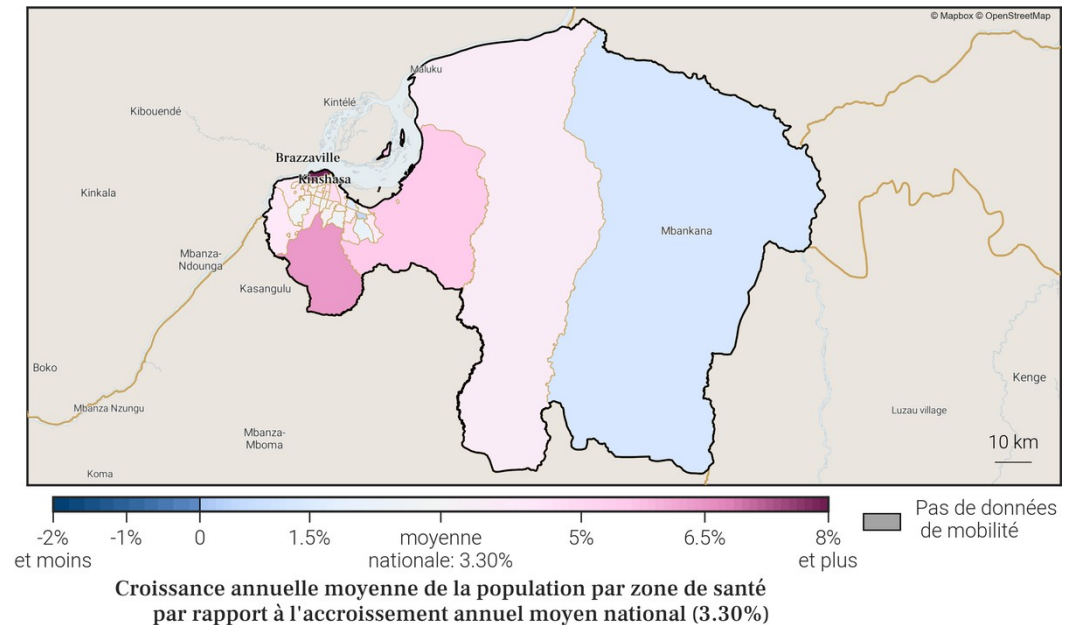 © Mapbox © OpenStreetMap
Maluku
Kintélé
Kibouendé
Brazzaville
Kinshasa
Kinkala
Mbankana
Mbanza-
Ndounga
Kasangulu
Boko
Kenge
Mbanza Nzungu
Luzau village
Mbanza-
Mboma
10 km
Koma
-2%
et moins
-1%
0
1.5%
moyenne
nationale: 3.30%
5%
6.5%
8%
et plus
Pas de données
de mobilité
Croissance annuelle moyenne de la population par zone de santé
par rapport à l'accroissement annuel moyen national (3.30%)